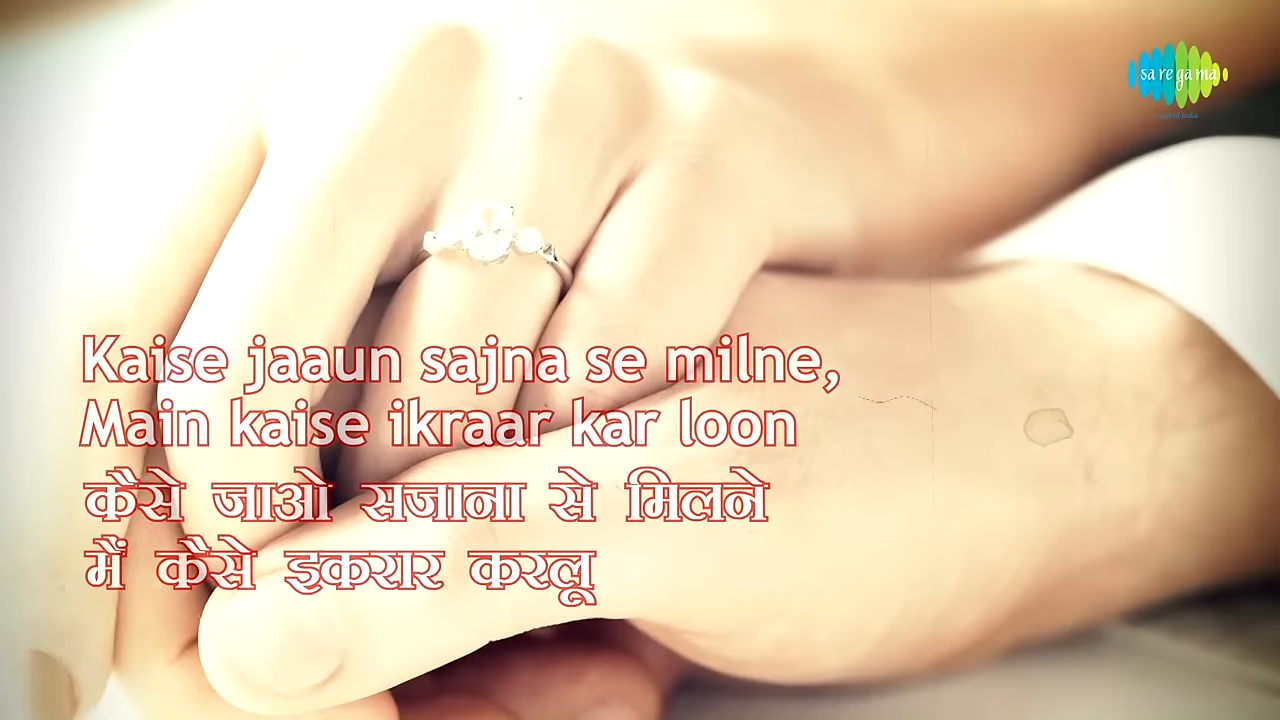 sa re ga ma
Kaise jaaun sajna se milne,
Main kaise ikraar kar loon
कैसे जाओ सजाना से मिलने
मैं कैसे इकरार करलू